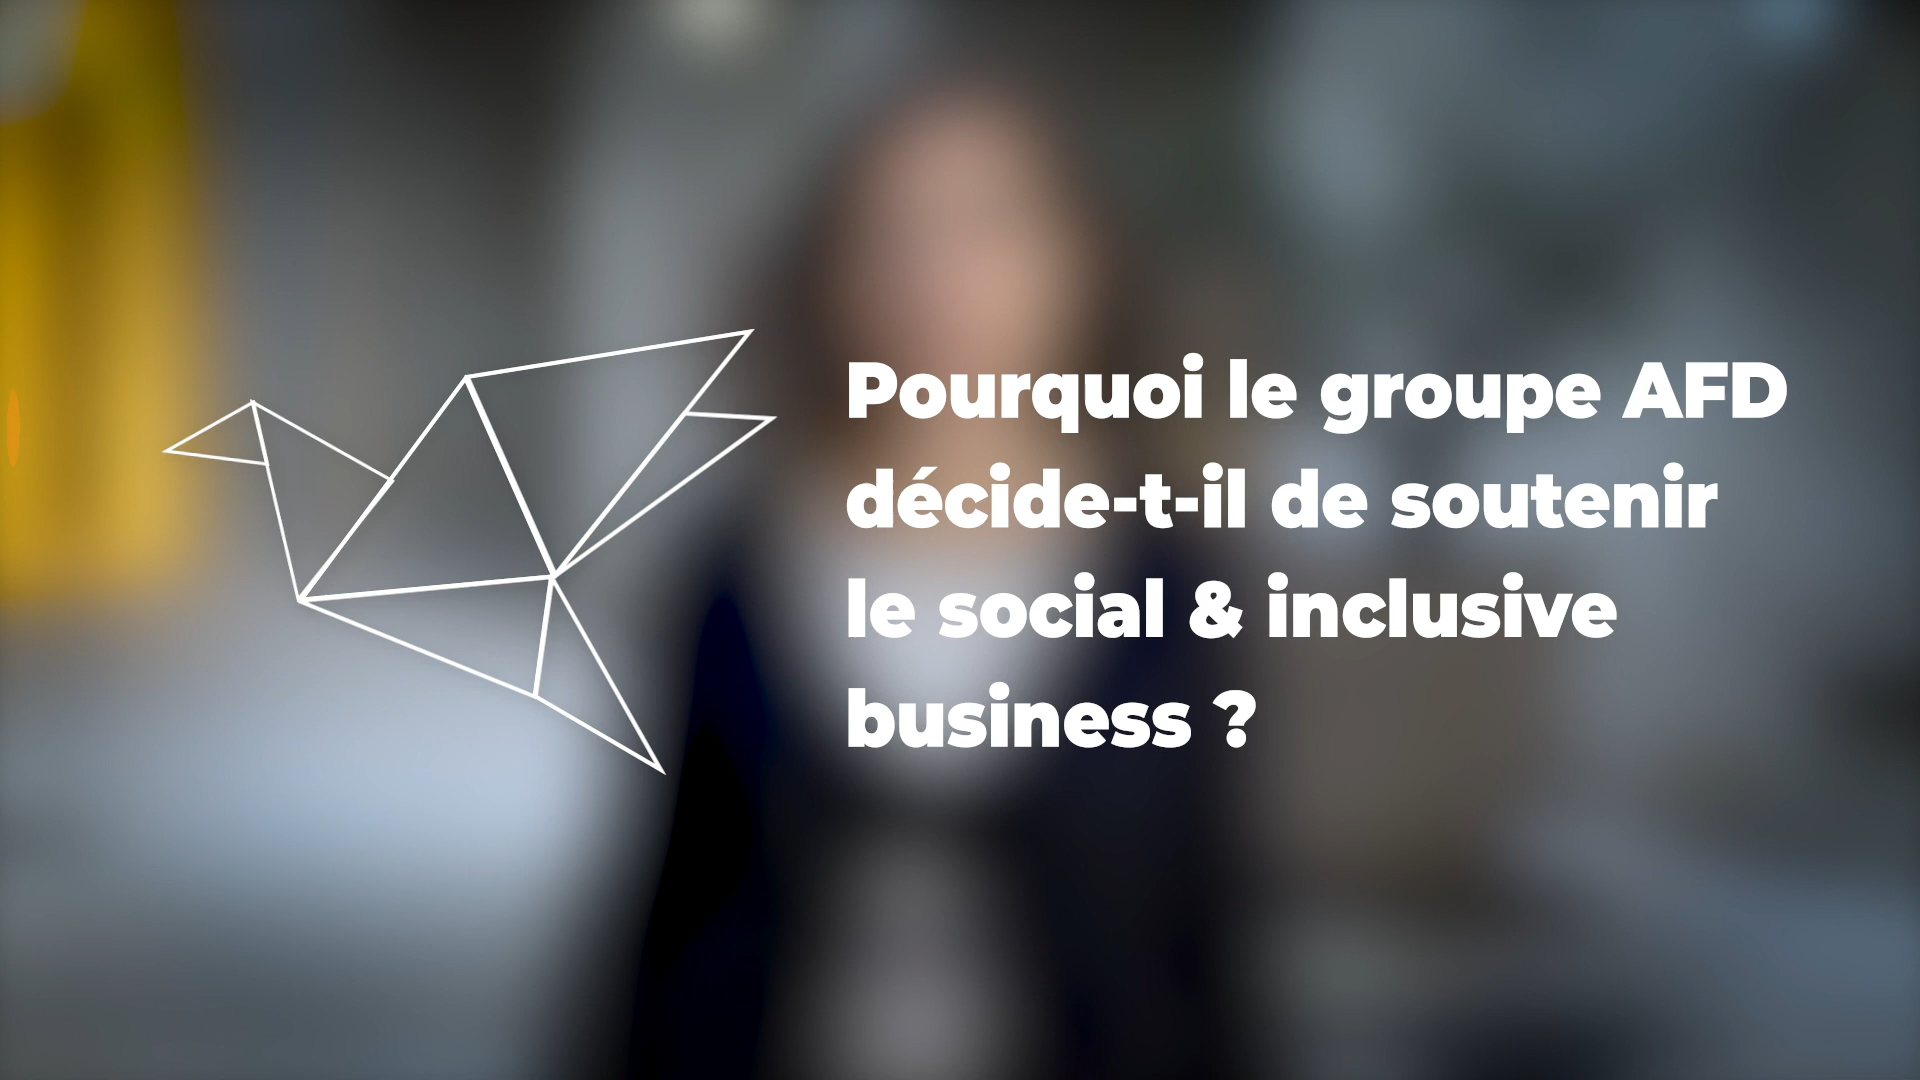 Pourquoi le groupe AFD
décide-t-il de soutenir
le social & inclusive
business ?